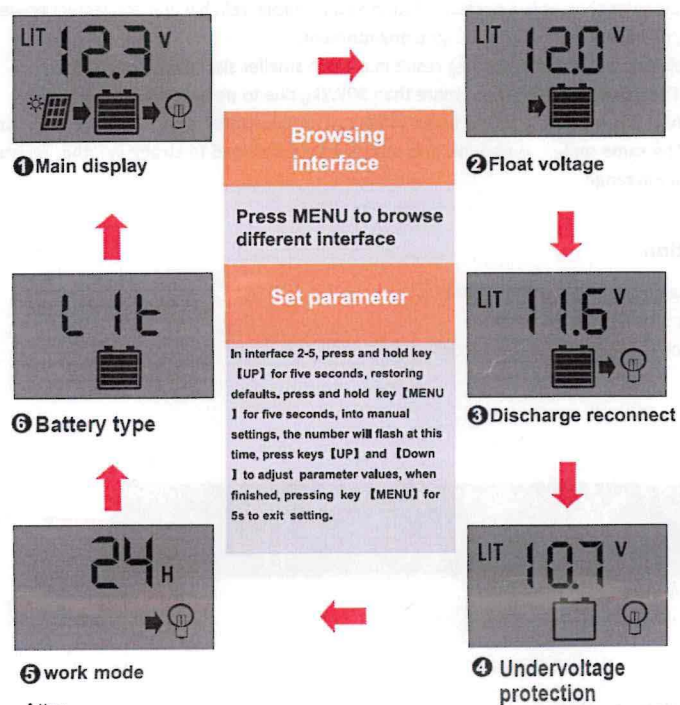 LIT 12.3 V
❶Main display
LIT 12.0 V
❷Float voltage
Browsing
interface
Press MENU to browse
different interface
Set parameter
In interface 2-5, press and hold key
【UP】for five seconds, restoring
defaults. press and hold key 【MENU
】for five seconds, into manual
settings, the number will flash at this
time, press keys 【UP】 and 【Down
】to adjust parameter values, when
finished, pressing key 【MENU】for
5s to exit setting.
LIT 11.6 V
❸Discharge reconnect
LIT 10.7 V
❹ Undervoltage
protection
24 H
❺work mode
Lit
❻Battery type